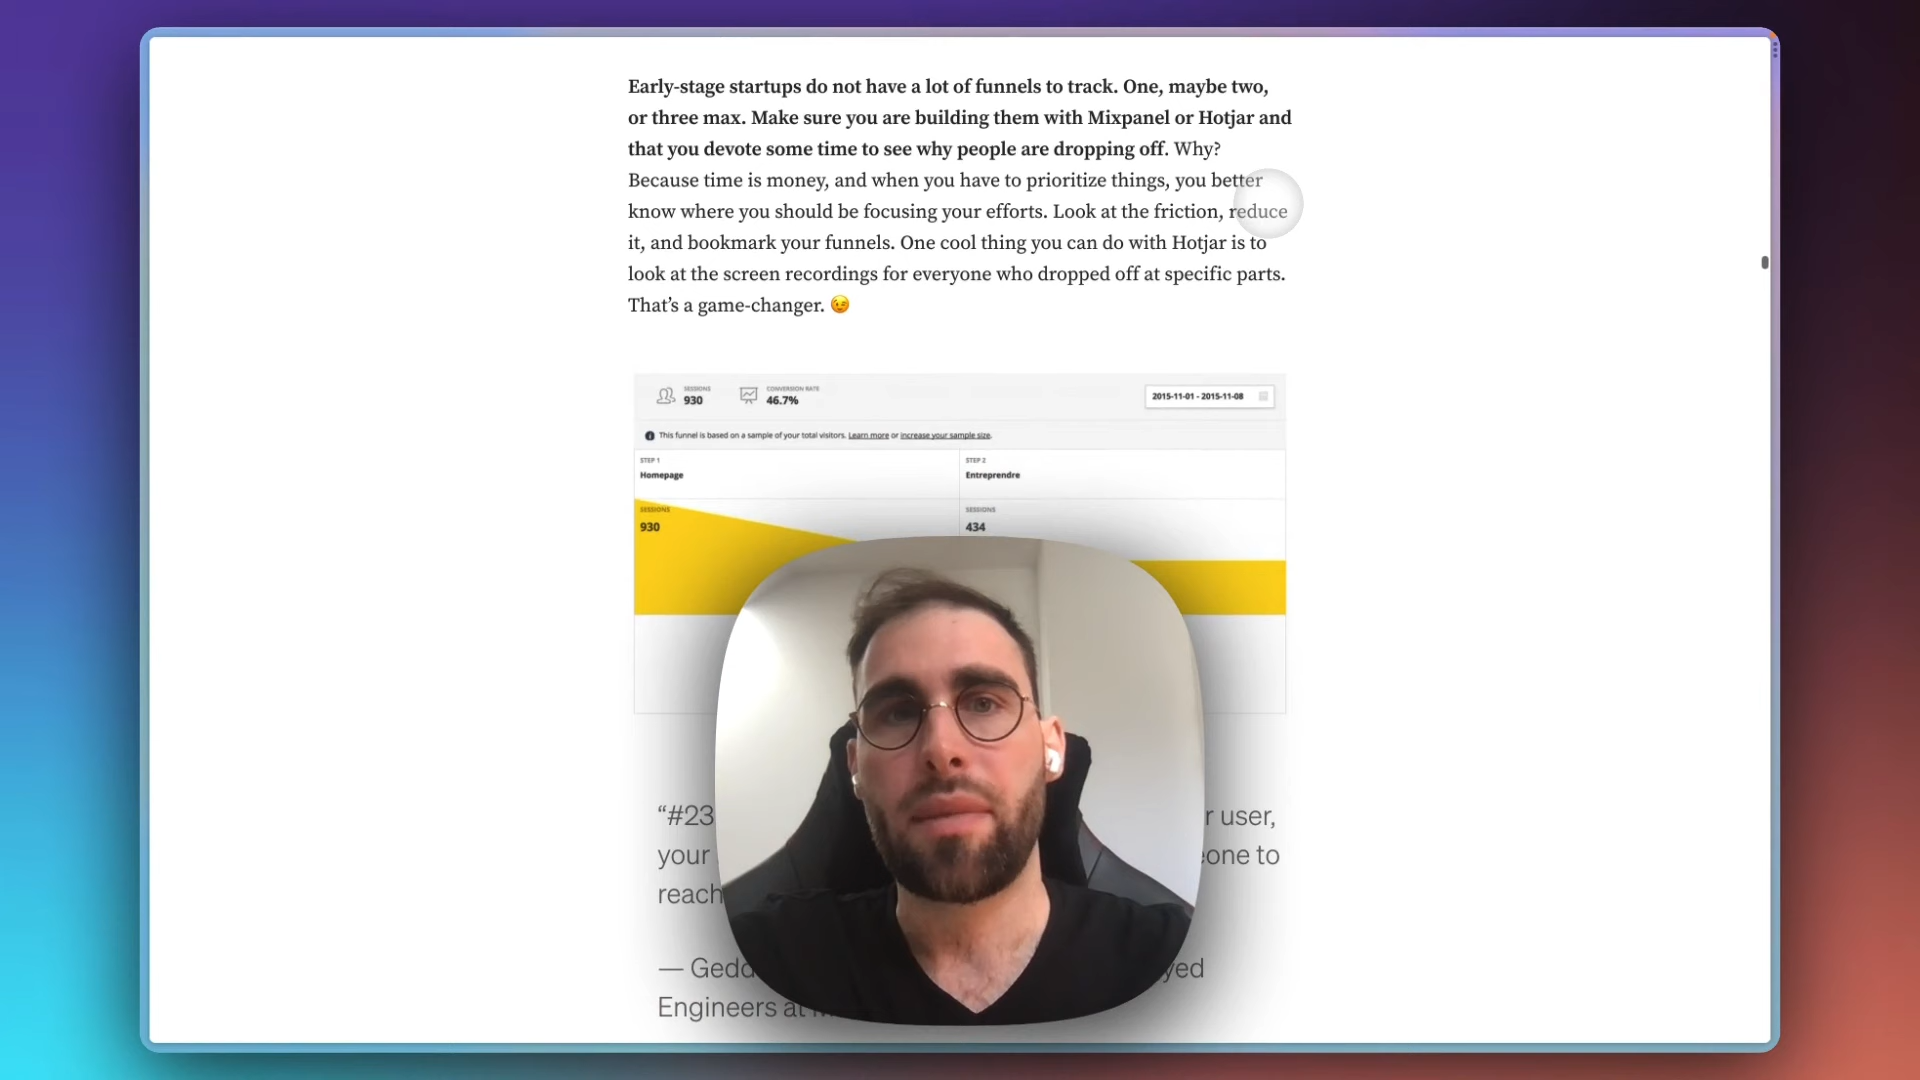 Early-stage startups do not have a lot of funnels to track. One, maybe two,
or three max. Make sure you are building them with Mixpanel or Hotjar and
that you devote some time to see why people are dropping off. Why?
Because time is money, and when you have to prioritize things, you better
know where you should be focusing your efforts. Look at the friction, reduce
it, and bookmark your funnels. One cool thing you can do with Hotjar is to
look at the screen recordings for everyone who dropped off at specific parts.
That’s a game-changer. 😉
SESSIONS
930
CONVERSION RATE
46.7%
2015-11-01 - 2015-11-08
This funnel is based on a sample of your total visitors. Learn more or increase your sample size.
STEP 1
Homepage
STEP 2
Entreprendre
SESSIONS
930
SESSIONS
434
“#23 r user,
your one to
reach
— Gedd yed
Engineers at